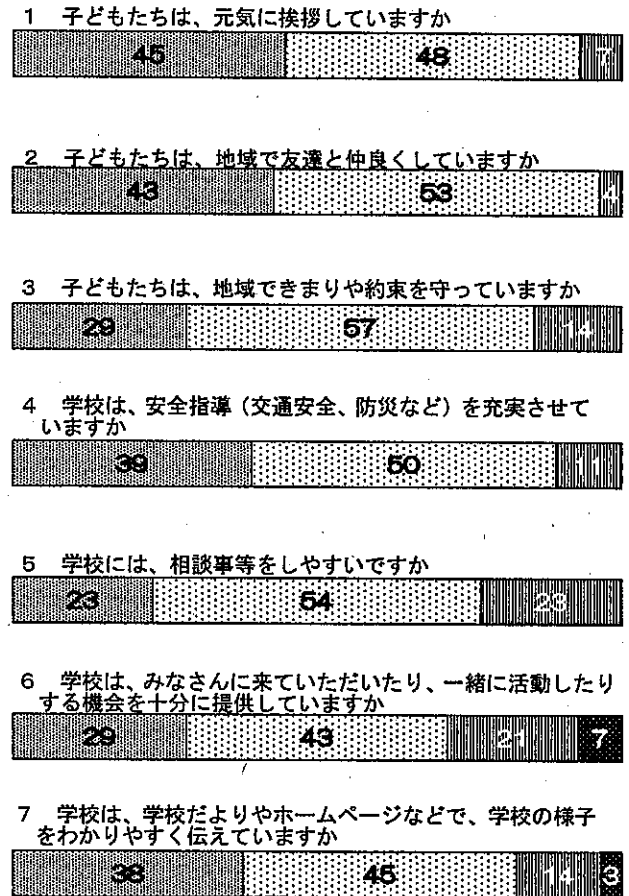 1 子どもたちは、元気に挨拶していますか
45 48 7
2 子どもたちは、地域で友達と仲良くしていますか
43 53 4
3 子どもたちは、地域できまりや約束を守っていますか
29 57 14
4 学校は、安全指導(交通安全、防災など)を充実させて
いますか
39 50 11
5 学校には、相談事等をしやすいですか
23 54 23
6 学校は、みなさんに来ていただいたり、一緒に活動したり
する機会を十分に提供していますか
29 43 21 7
7 学校は、学校だよりやホームページなどで、学校の様子
をわかりやすく伝えていますか
38 45 14 3